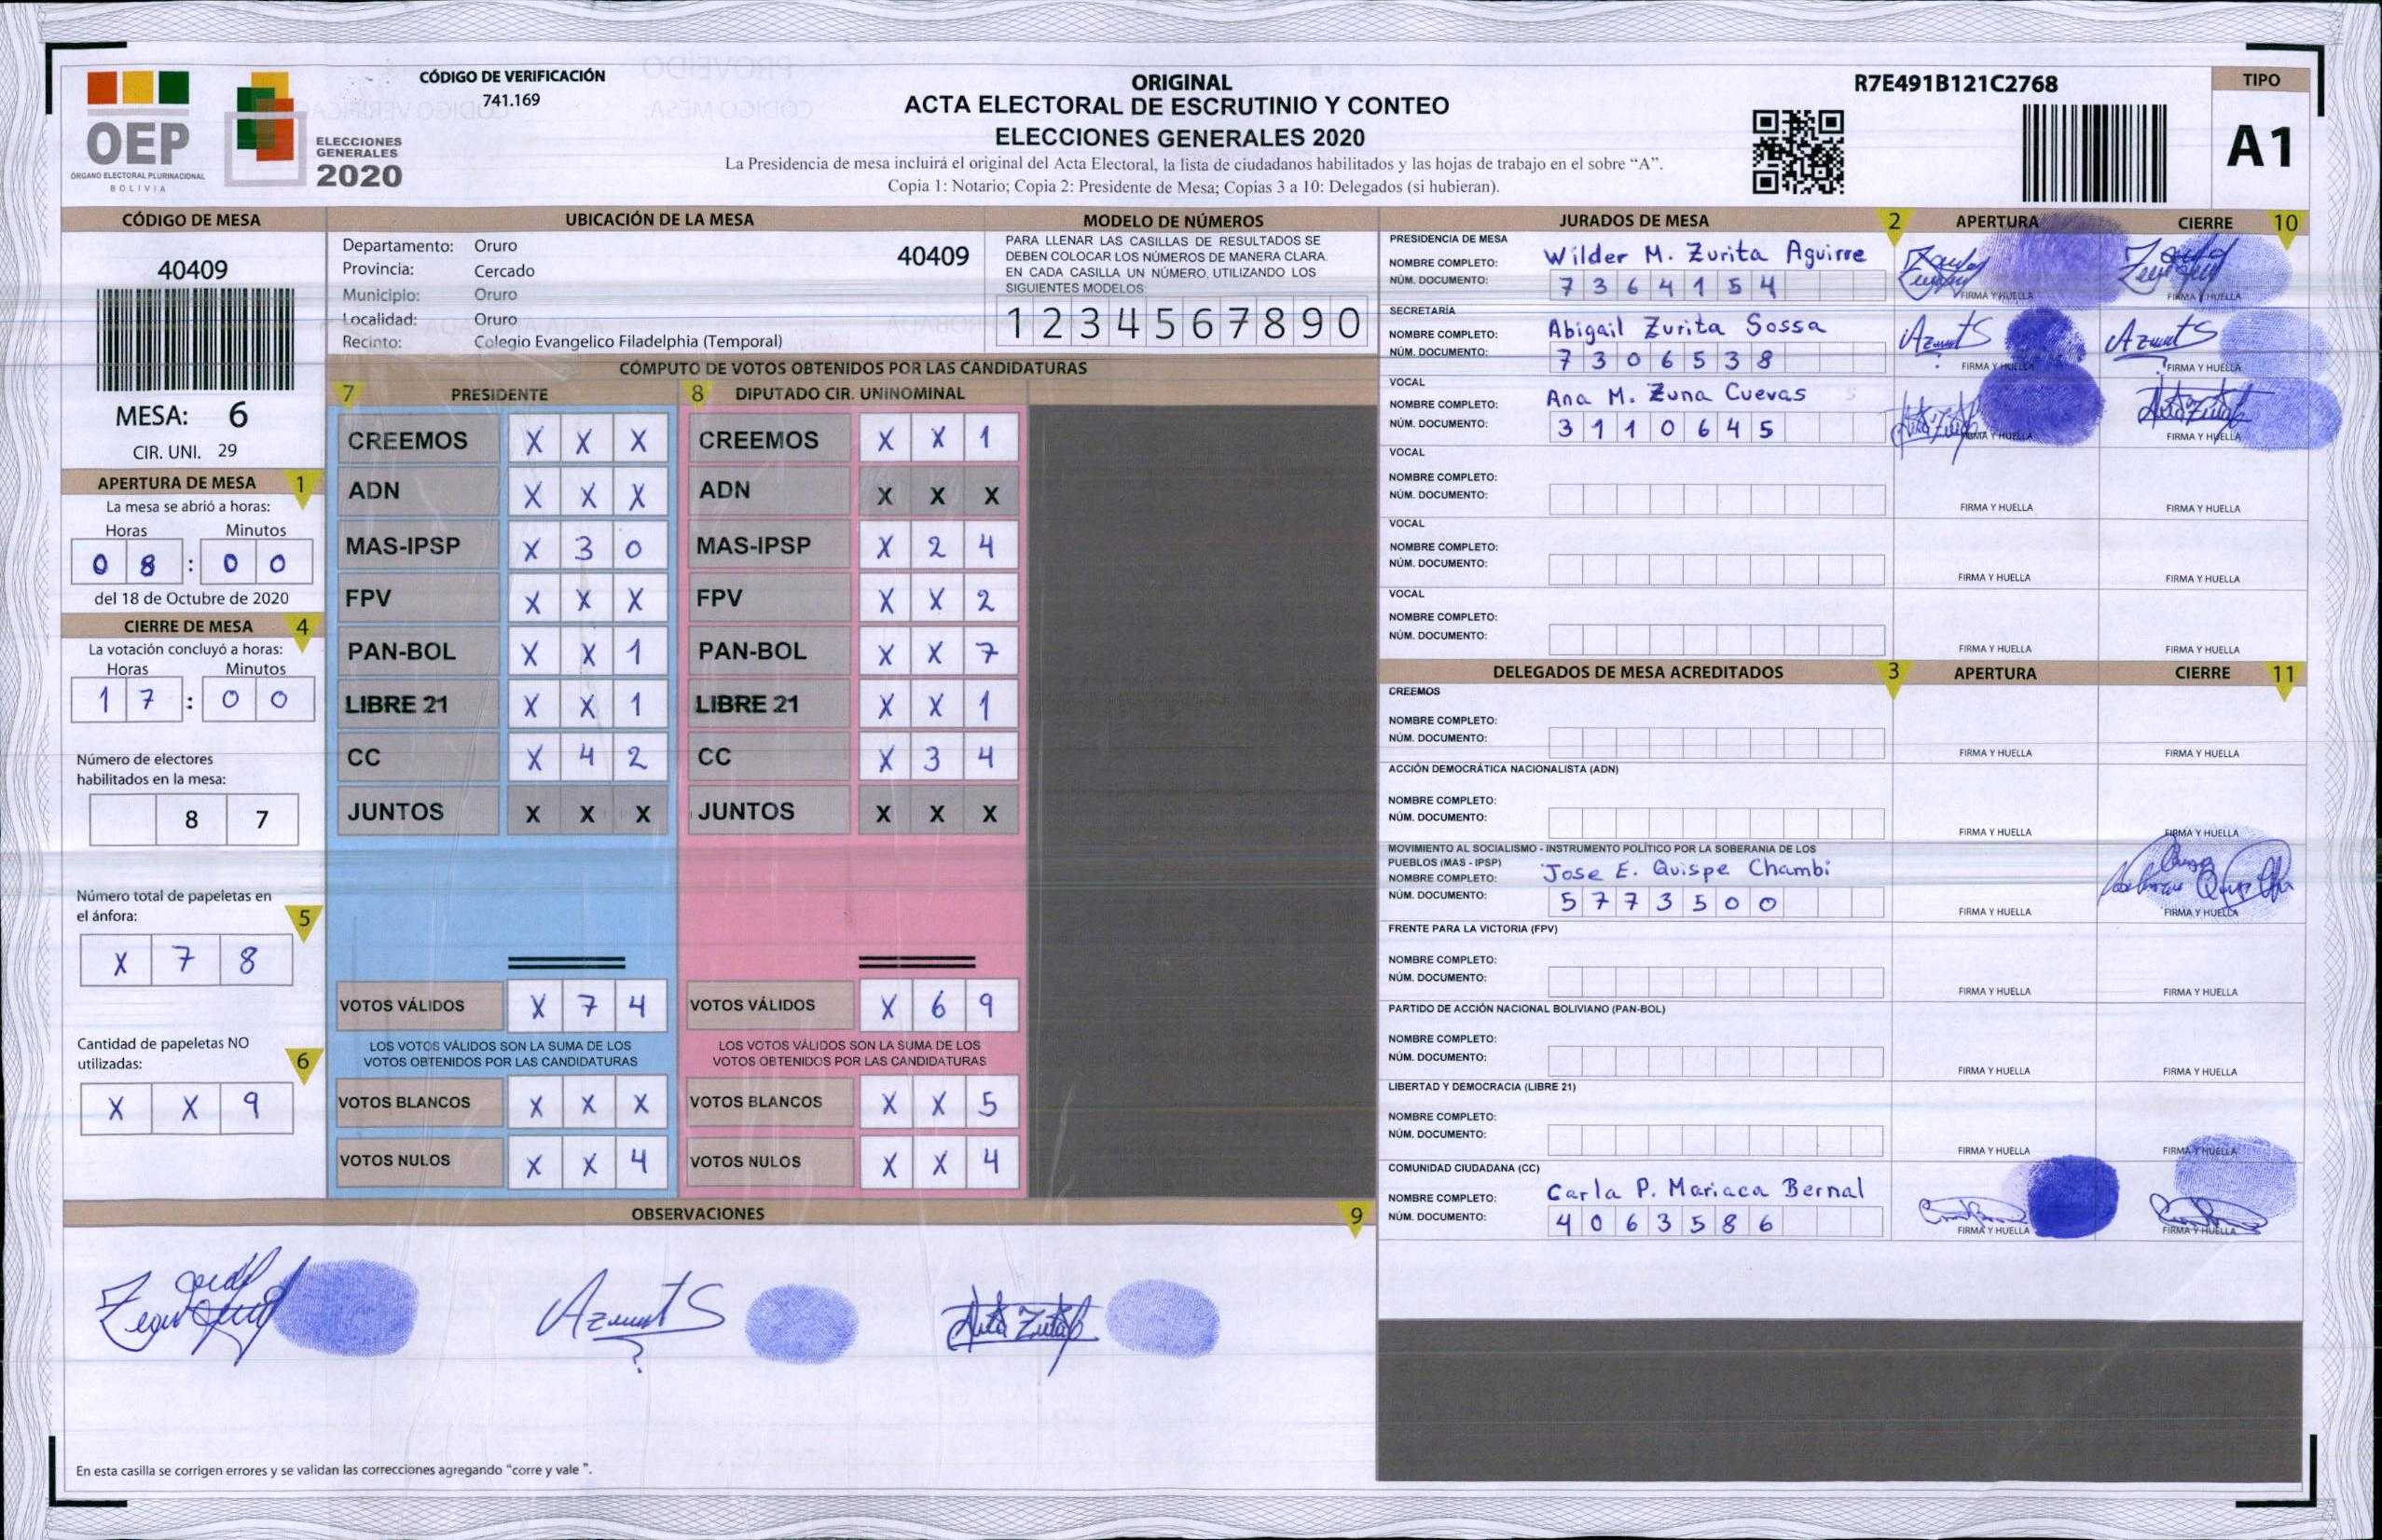 CÓDIGO DE VERIFICACIÓN
741.169
OEP
ÓRGANO ELECTORAL PLURINACIONAL
BOLIVIA
ELECCIONES
GENERALES
2020
ORIGINAL
ACTA ELECTORAL DE ESCRUTINIO Y CONTEO
ELECCIONES GENERALES 2020
La Presidencia de mesa incluirá el original del Acta Electoral, la lista de ciudadanos habilitados y las hojas de trabajo en el sobre “A”.
Copia 1: Notario; Copia 2: Presidente de Mesa; Copias 3 a 10: Delegados (si hubieran).
R7E491B121C2768
TIPO
A1
CÓDIGO DE MESA
40409
MESA: 6
CIR. UNI. 29
APERTURA DE MESA 1
La mesa se abrió a horas:
Horas Minutos
0 8 : 0 0
del 18 de Octubre de 2020
CIERRE DE MESA 4
La votación concluyó a horas:
Horas Minutos
1 7 : 0 0
Número de electores
habilitados en la mesa:
8 7
Número total de papeletas en
el ánfora: 5
X 7 8
Cantidad de papeletas NO
utilizadas: 6
X X 9
UBICACIÓN DE LA MESA
Departamento: Oruro 40409
Provincia: Cercado
Municipio: Oruro
Localidad: Oruro
Recinto: Colegio Evangelico Filadelphia (Temporal)
MODELO DE NÚMEROS
PARA LLENAR LAS CASILLAS DE RESULTADOS SE
DEBEN COLOCAR LOS NÚMEROS DE MANERA CLARA.
EN CADA CASILLA UN NÚMERO, UTILIZANDO LOS
SIGUIENTES MODELOS:
1 2 3 4 5 6 7 8 9 0
CÓMPUTO DE VOTOS OBTENIDOS POR LAS CANDIDATURAS
7 PRESIDENTE 8 DIPUTADO CIR. UNINOMINAL
CREEMOS X X X CREEMOS X X 1
ADN X X X ADN X X X
MAS-IPSP X 3 0 MAS-IPSP X 2 4
FPV X X X FPV X X 2
PAN-BOL X X 1 PAN-BOL X X 7
LIBRE 21 X X 1 LIBRE 21 X X 1
CC X 4 2 CC X 3 4
JUNTOS X X X JUNTOS X X X
VOTOS VÁLIDOS X 7 4 VOTOS VÁLIDOS X 6 9
LOS VOTOS VÁLIDOS SON LA SUMA DE LOS LOS VOTOS VÁLIDOS SON LA SUMA DE LOS
VOTOS OBTENIDOS POR LAS CANDIDATURAS VOTOS OBTENIDOS POR LAS CANDIDATURAS
VOTOS BLANCOS X X X VOTOS BLANCOS X X 5
VOTOS NULOS X X 4 VOTOS NULOS X X 4
OBSERVACIONES 9
En esta casilla se corrigen errores y se validan las correcciones agregando “corre y vale ”.
JURADOS DE MESA 2 APERTURA CIERRE 10
PRESIDENCIA DE MESA
NOMBRE COMPLETO: Wilder M. Zurita Aguirre
NÚM. DOCUMENTO: 7 3 6 4 1 5 4
FIRMA Y HUELLA FIRMA Y HUELLA
SECRETARÍA
NOMBRE COMPLETO: Abigail Zurita Sossa
NÚM. DOCUMENTO: 7 3 0 6 5 3 8
FIRMA Y HUELLA FIRMA Y HUELLA
VOCAL
NOMBRE COMPLETO: Ana M. Zuna Cuevas
NÚM. DOCUMENTO: 3 1 1 0 6 4 5
FIRMA Y HUELLA FIRMA Y HUELLA
VOCAL
NOMBRE COMPLETO:
NÚM. DOCUMENTO:
FIRMA Y HUELLA FIRMA Y HUELLA
VOCAL
NOMBRE COMPLETO:
NÚM. DOCUMENTO:
FIRMA Y HUELLA FIRMA Y HUELLA
VOCAL
NOMBRE COMPLETO:
NÚM. DOCUMENTO:
FIRMA Y HUELLA FIRMA Y HUELLA
DELEGADOS DE MESA ACREDITADOS 3 APERTURA CIERRE 11
CREEMOS
NOMBRE COMPLETO:
NÚM. DOCUMENTO:
FIRMA Y HUELLA FIRMA Y HUELLA
ACCIÓN DEMOCRÁTICA NACIONALISTA (ADN)
NOMBRE COMPLETO:
NÚM. DOCUMENTO:
FIRMA Y HUELLA FIRMA Y HUELLA
MOVIMIENTO AL SOCIALISMO - INSTRUMENTO POLÍTICO POR LA SOBERANIA DE LOS
PUEBLOS (MAS - IPSP)
NOMBRE COMPLETO: Jose E. Quispe Chambi
NÚM. DOCUMENTO: 5 7 7 3 5 0 0
FIRMA Y HUELLA FIRMA Y HUELLA
FRENTE PARA LA VICTORIA (FPV)
NOMBRE COMPLETO:
NÚM. DOCUMENTO:
FIRMA Y HUELLA FIRMA Y HUELLA
PARTIDO DE ACCIÓN NACIONAL BOLIVIANO (PAN-BOL)
NOMBRE COMPLETO:
NÚM. DOCUMENTO:
FIRMA Y HUELLA FIRMA Y HUELLA
LIBERTAD Y DEMOCRACIA (LIBRE 21)
NOMBRE COMPLETO:
NÚM. DOCUMENTO:
FIRMA Y HUELLA FIRMA Y HUELLA
COMUNIDAD CIUDADANA (CC)
NOMBRE COMPLETO: Carla P. Mariaca Bernal
NÚM. DOCUMENTO: 4 0 6 3 5 8 6
FIRMA Y HUELLA FIRMA Y HUELLA